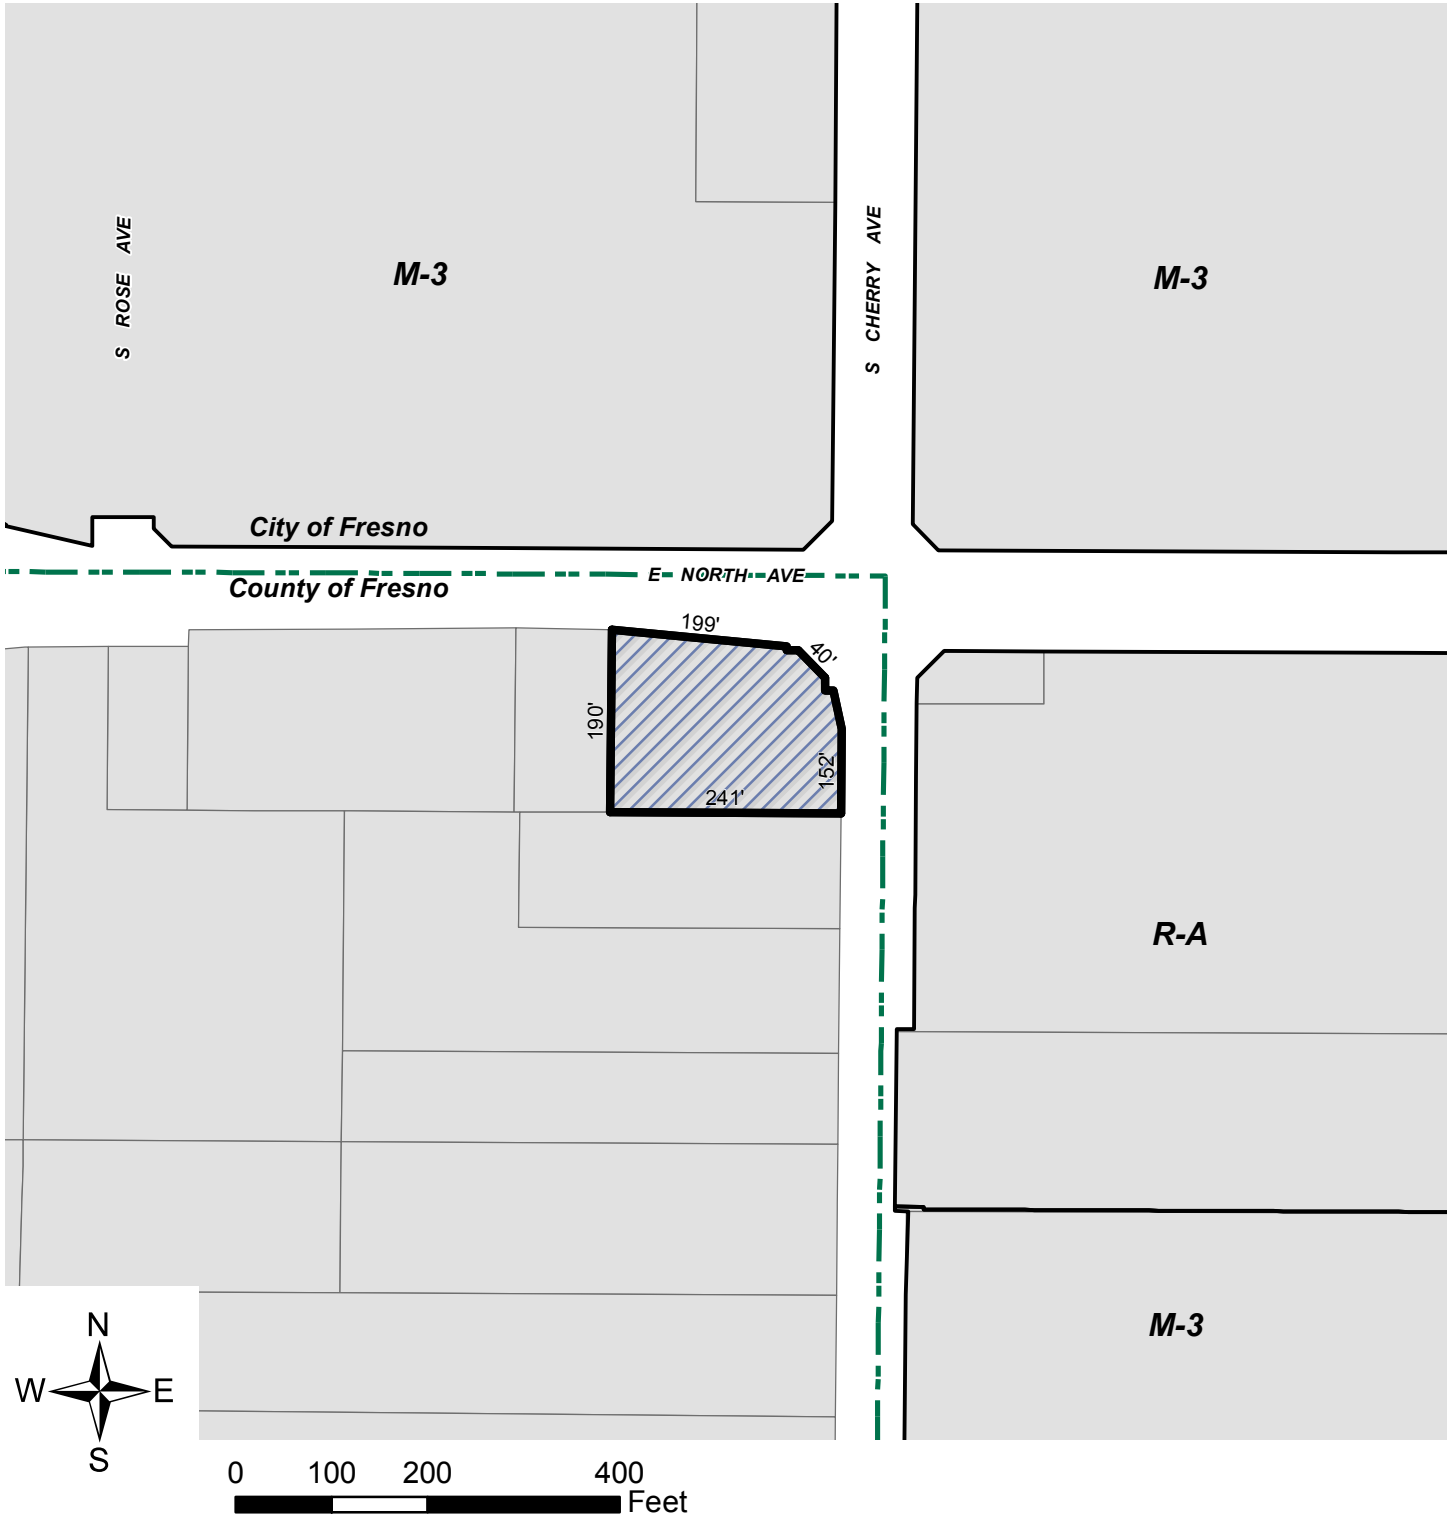 S ROSE AVE
M-3
S CHERRY AVE
M-3
City of Fresno
E NORTH AVE
County of Fresno
199'
40'
190'
152'
241'
R-A
M-3
N
W E
S
0 100 200 400
Feet